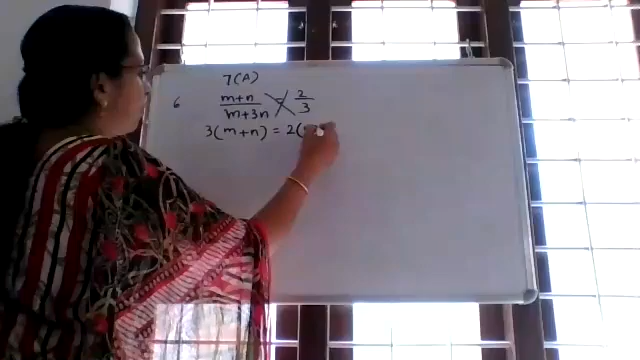 7(A)
6
m+n / m+3n = 2/3
3(m+n) = 2(